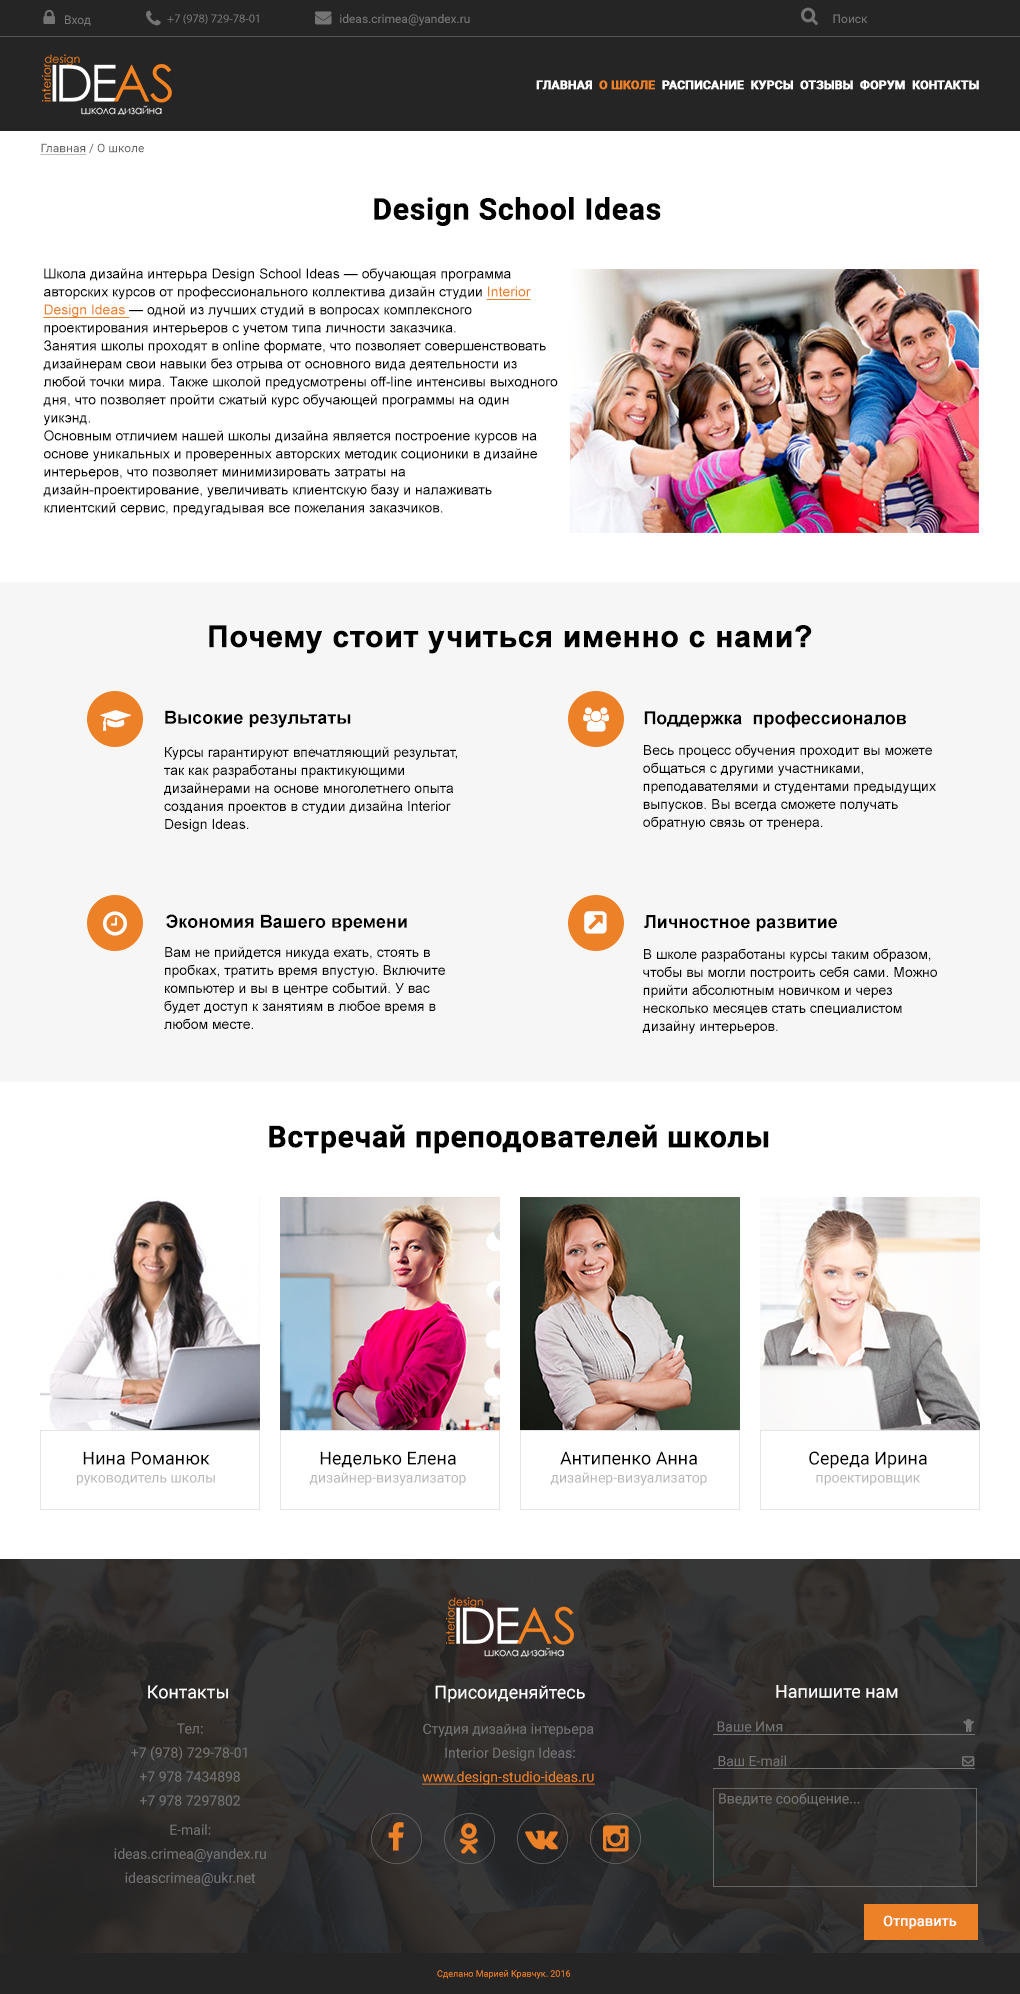 Вход
+7 (978) 729-78-01
ideas.crimea@yandex.ru
Поиск
interior design
IDEAS
школа дизайна
ГЛАВНАЯ О ШКОЛЕ РАСПИСАНИЕ КУРСЫ ОТЗЫВЫ ФОРУМ КОНТАКТЫ
Главная / О школе
Design School Ideas
Школа дизайна интерьра Design School Ideas — обучающая программа
авторских курсов от профессионального коллектива дизайн студии Interior
Design Ideas — одной из лучших студий в вопросах комплексного
проектирования интерьеров с учетом типа личности заказчика.
Занятия школы проходят в online формате, что позволяет совершенствовать
дизайнерам свои навыки без отрыва от основного вида деятельности из
любой точки мира. Также школой предусмотрены off-line интенсивы выходного
дня, что позволяет пройти сжатый курс обучающей программы на один
уикэнд.
Основным отличием нашей школы дизайна является построение курсов на
основе уникальных и проверенных авторских методик соционики в дизайне
интерьеров, что позволяет минимизировать затраты на
дизайн-проектирование, увеличивать клиентскую базу и налаживать
клиентский сервис, предугадывая все пожелания заказчиков.
Почему стоит учиться именно с нами?
Высокие результаты
Курсы гарантируют впечатляющий результат,
так как разработаны практикующими
дизайнерами на основе многолетнего опыта
создания проектов в студии дизайна Interior
Design Ideas.
Поддержка профессионалов
Весь процесс обучения проходит вы можете
общаться с другими участниками,
преподавателями и студентами предыдущих
выпусков. Вы всегда сможете получать
обратную связь от тренера.
Экономия Вашего времени
Вам не прийдется никуда ехать, стоять в
пробках, тратить время впустую. Включите
компьютер и вы в центре событий. У вас
будет доступ к занятиям в любое время в
любом месте.
Личностное развитие
В школе разработаны курсы таким образом,
чтобы вы могли построить себя сами. Можно
прийти абсолютным новичком и через
несколько месяцев стать специалистом
дизайну интерьеров.
Встречай преподователей школы
Нина Романюк
руководитель школы
Неделько Елена
дизайнер-визуализатор
Антипенко Анна
дизайнер-визуализатор
Середа Ирина
проектировщик
interior design
IDEAS
школа дизайна
Контакты
Тел:
+7 (978) 729-78-01
+7 978 7434898
+7 978 7297802
E-mail:
ideas.crimea@yandex.ru
ideascrimea@ukr.net
Присоиденяйтесь
Студия дизайна інтерьера
Interior Design Ideas:
www.design-studio-ideas.ru
Напишите нам
Ваше Имя
Ваш E-mail
Введите сообщение...
Отправить
Сделано Марией Кравчук. 2016